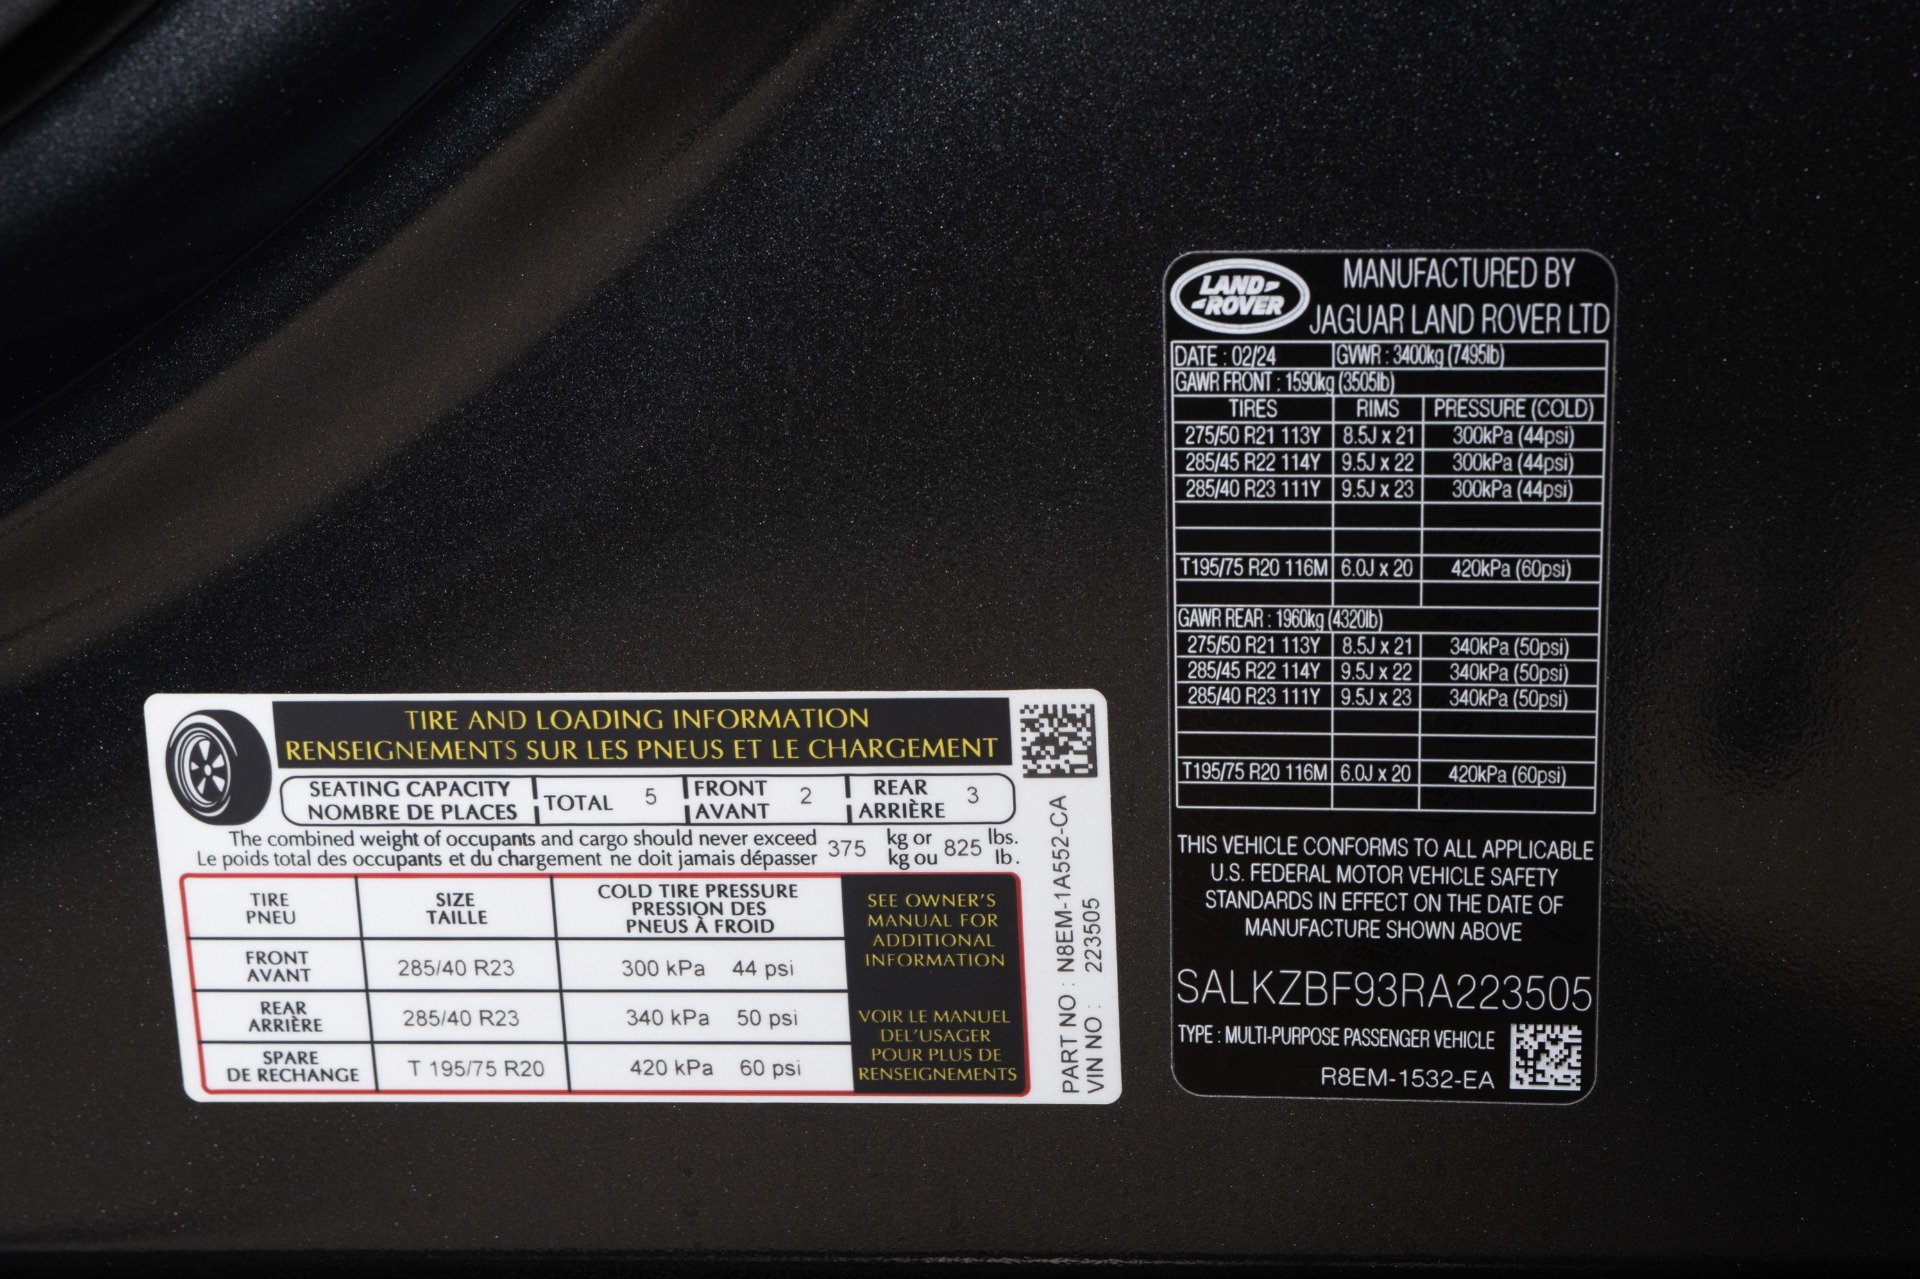 TIRE AND LOADING INFORMATION
RENSEIGNEMENTS SUR LES PNEUS ET LE CHARGEMENT
SEATING CAPACITY TOTAL 5 FRONT 2 REAR 3
NOMBRE DE PLACES AVANT ARRIÈRE
The combined weight of occupants and cargo should never exceed 375 kg or 825 lbs.
Le poids total des occupants et du chargement ne doit jamais dépasser kg ou lb.
TIRE SIZE COLD TIRE PRESSURE
PNEU TAILLE PRESSION DES
PNEUS À FROID
FRONT
AVANT 285/40 R23 300 kPa 44 psi
REAR
ARRIÈRE 285/40 R23 340 kPa 50 psi
SPARE
DE RECHANGE T 195/75 R20 420 kPa 60 psi
SEE OWNER'S
MANUAL FOR
ADDITIONAL
INFORMATION
VOIR LE MANUEL
DEL'USAGER
POUR PLUS DE
RENSEIGNEMENTS
PART NO : N8EM-1A552-CA
VIN NO : 223505
LAND
ROVER
MANUFACTURED BY
JAGUAR LAND ROVER LTD
DATE : 02/24 GVWR : 3400kg (7495lb)
GAWR FRONT : 1590kg (3505lb)
TIRES RIMS PRESSURE (COLD)
275/50 R21 113Y 8.5J x 21 300kPa (44psi)
285/45 R22 114Y 9.5J x 22 300kPa (44psi)
285/40 R23 111Y 9.5J x 23 300kPa (44psi)
T195/75 R20 116M 6.0J x 20 420kPa (60psi)
GAWR REAR : 1960kg (4320lb)
275/50 R21 113Y 8.5J x 21 340kPa (50psi)
285/45 R22 114Y 9.5J x 22 340kPa (50psi)
285/40 R23 111Y 9.5J x 23 340kPa (50psi)
T195/75 R20 116M 6.0J x 20 420kPa (60psi)
THIS VEHICLE CONFORMS TO ALL APPLICABLE
U.S. FEDERAL MOTOR VEHICLE SAFETY
STANDARDS IN EFFECT ON THE DATE OF
MANUFACTURE SHOWN ABOVE
SALKZBF93RA223505
TYPE : MULTI-PURPOSE PASSENGER VEHICLE
R8EM-1532-EA